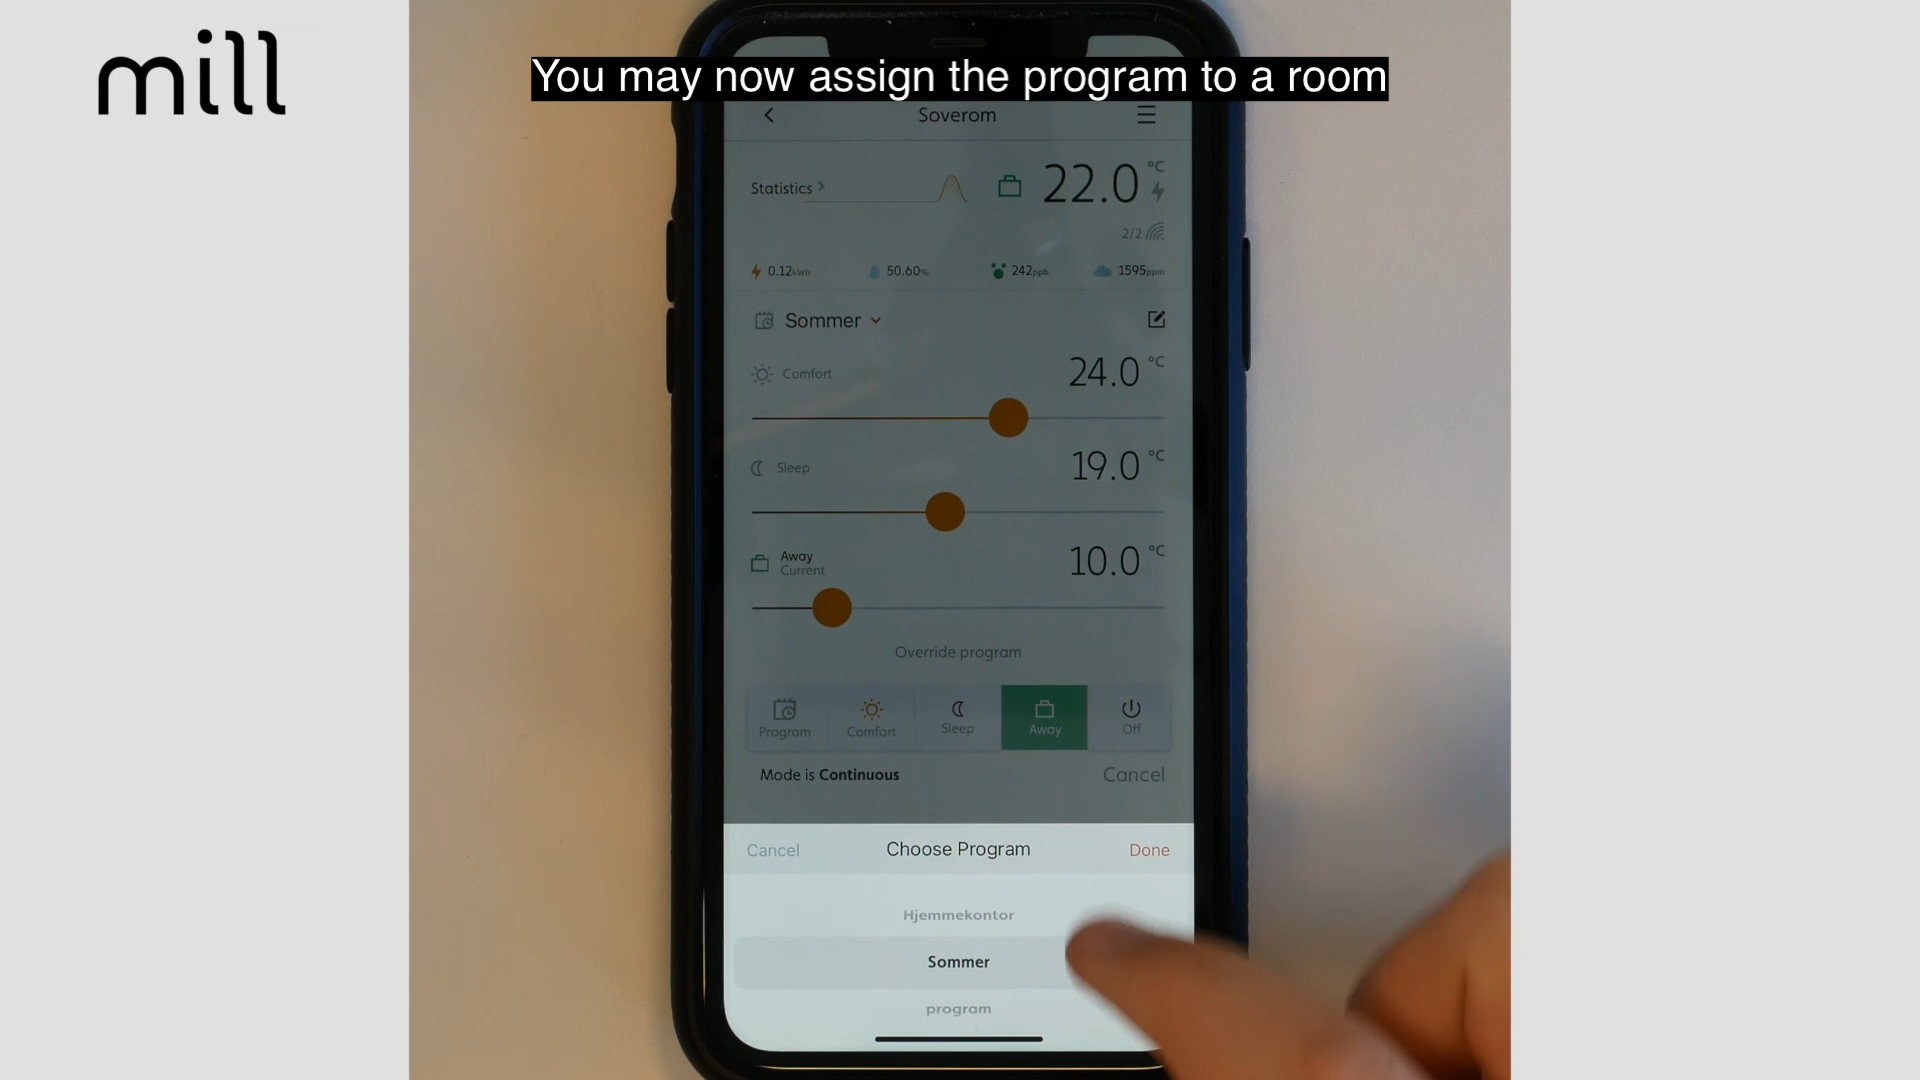 mill
You may now assign the program to a room
Soverom
Statistics
22.0 °C
2/2
0.12kWh 50.60% 242ppb 1595ppm
Sommer
Comfort 24.0 °C
Sleep 19.0 °C
Away
Current
10.0 °C
Override program
Program Comfort Sleep Away Off
Mode is Continuous Cancel
Cancel Choose Program Done
Hjemmekontor
Sommer
program